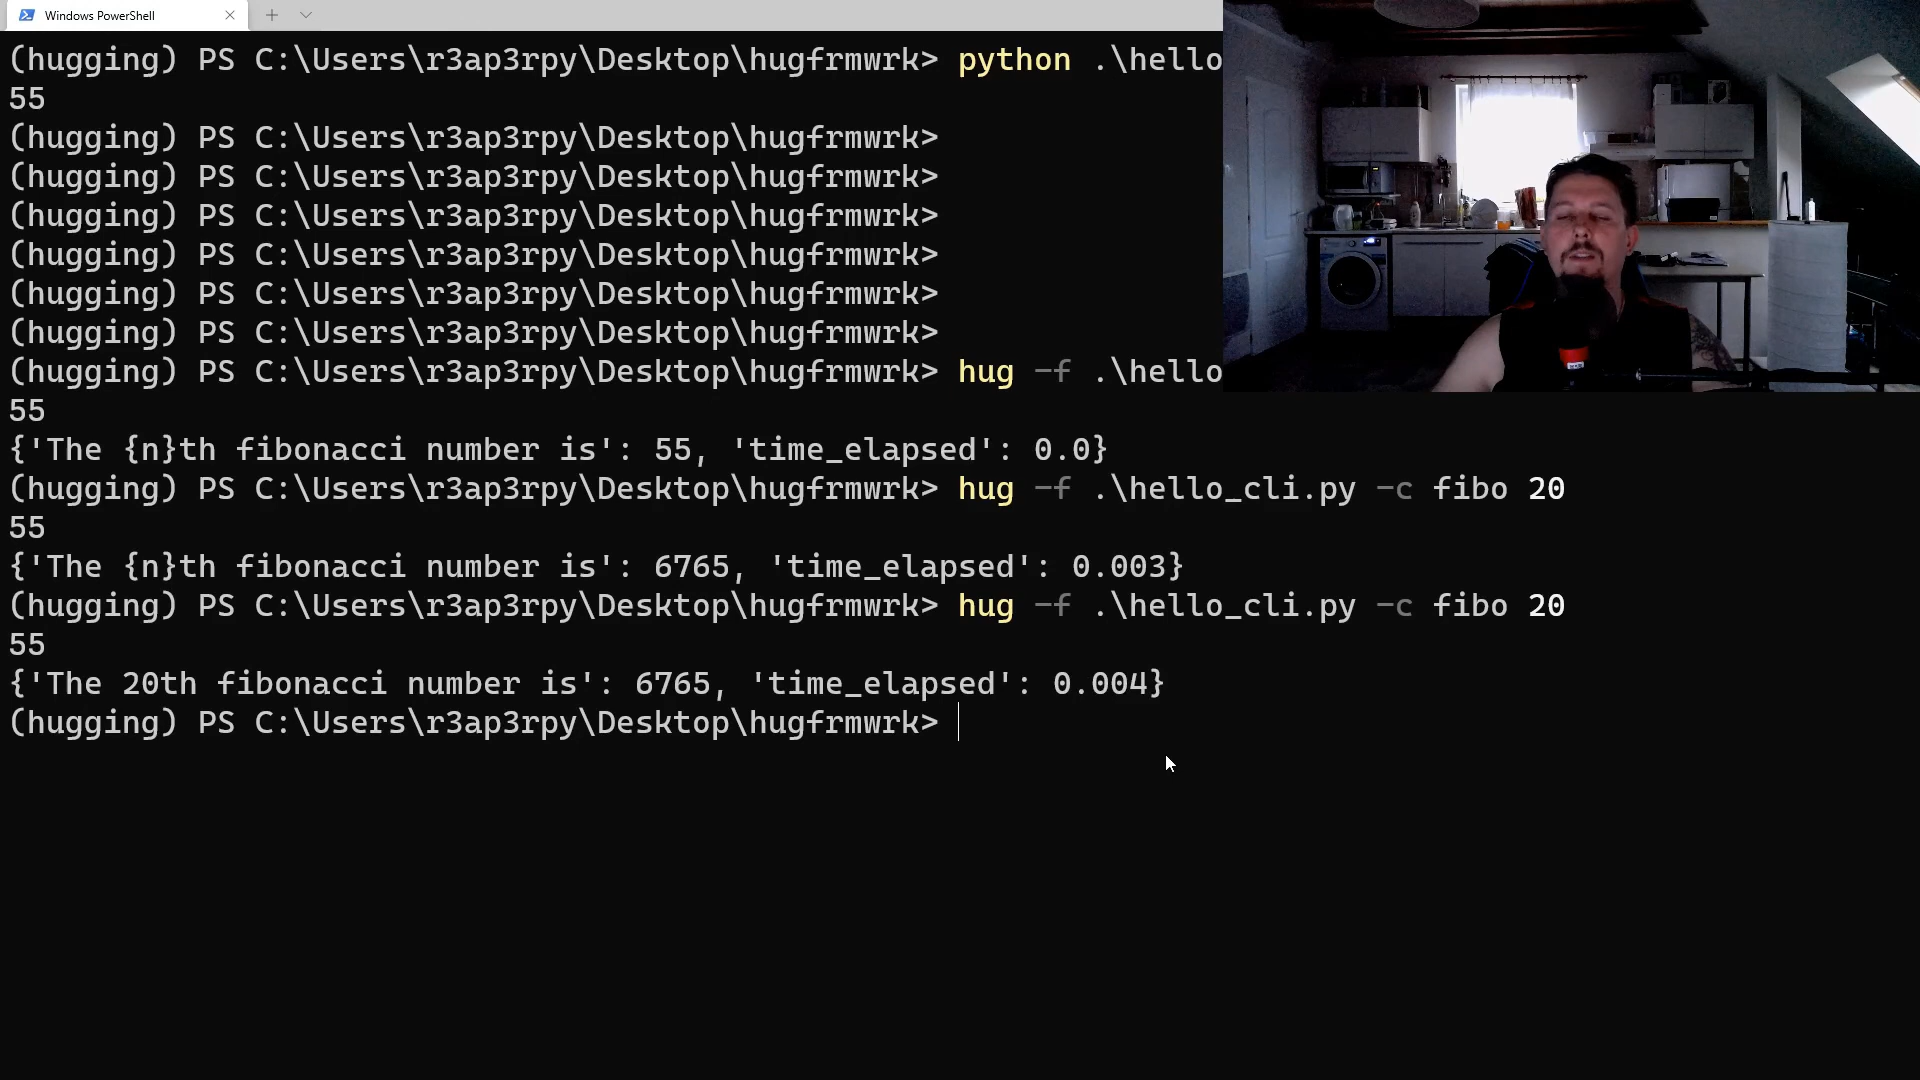 Windows PowerShell
(hugging) PS C:\Users\r3ap3rpy\Desktop\hugfrmwrk> python .\hello
55
(hugging) PS C:\Users\r3ap3rpy\Desktop\hugfrmwrk>
(hugging) PS C:\Users\r3ap3rpy\Desktop\hugfrmwrk>
(hugging) PS C:\Users\r3ap3rpy\Desktop\hugfrmwrk>
(hugging) PS C:\Users\r3ap3rpy\Desktop\hugfrmwrk>
(hugging) PS C:\Users\r3ap3rpy\Desktop\hugfrmwrk>
(hugging) PS C:\Users\r3ap3rpy\Desktop\hugfrmwrk>
(hugging) PS C:\Users\r3ap3rpy\Desktop\hugfrmwrk> hug -f .\hello
55
{'The {n}th fibonacci number is': 55, 'time_elapsed': 0.0}
(hugging) PS C:\Users\r3ap3rpy\Desktop\hugfrmwrk> hug -f .\hello_cli.py -c fibo 20
55
{'The {n}th fibonacci number is': 6765, 'time_elapsed': 0.003}
(hugging) PS C:\Users\r3ap3rpy\Desktop\hugfrmwrk> hug -f .\hello_cli.py -c fibo 20
55
{'The 20th fibonacci number is': 6765, 'time_elapsed': 0.004}
(hugging) PS C:\Users\r3ap3rpy\Desktop\hugfrmwrk>